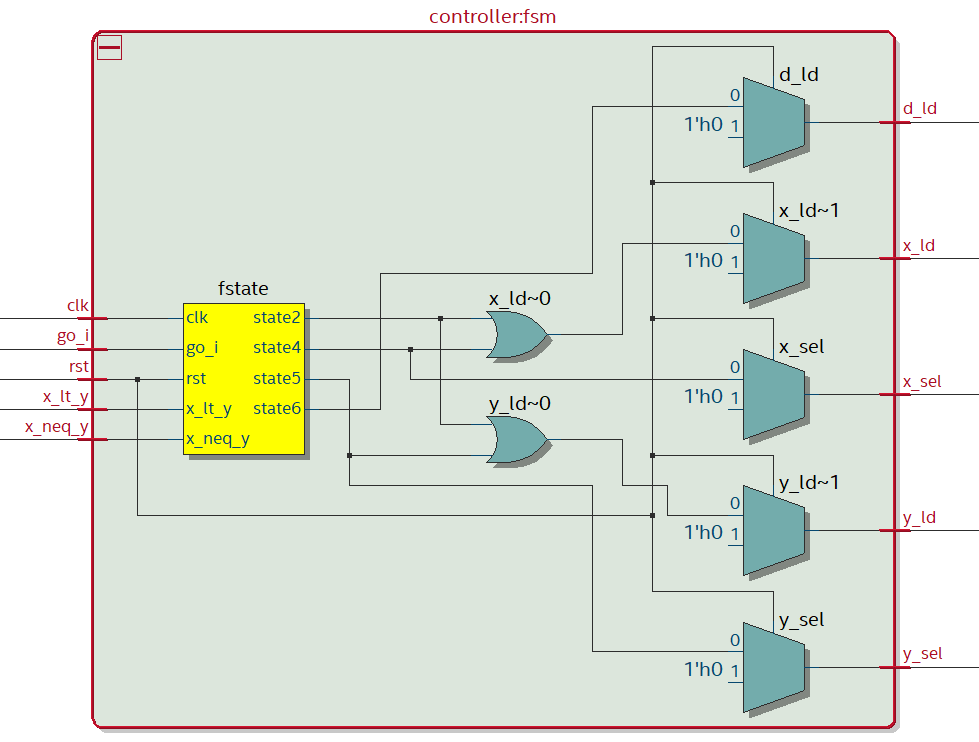 controller:fsm
d_ld
0
1'h0 1
d_ld
x_ld~1
0
1'h0 1
x_ld
fstate
clk
go_i
rst
x_lt_y
x_neq_y
clk
go_i
rst
x_lt_y
x_neq_y
state2
state4
state5
state6
x_ld~0
y_ld~0
x_sel
0
1'h0 1
x_sel
y_ld~1
0
1'h0 1
y_ld
y_sel
0
1'h0 1
y_sel